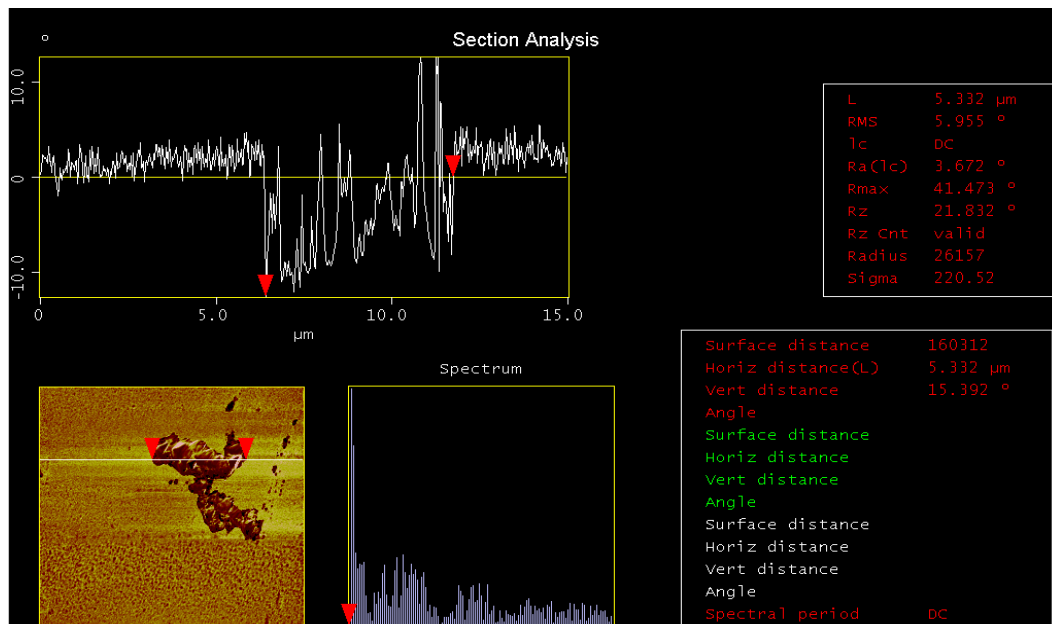 o
Section Analysis
10.0
0
-10.0
0 5.0 10.0 15.0
µm
L 5.332 µm
RMS 5.955 º
lc DC
Ra(lc) 3.672 º
Rmax 41.473 º
Rz 21.832 º
Rz Cnt valid
Radius 26157
Sigma 220.52
Spectrum
Surface distance 160312
Horiz distance(L) 5.332 µm
Vert distance 15.392 º
Angle
Surface distance
Horiz distance
Vert distance
Angle
Surface distance
Horiz distance
Vert distance
Angle
Spectral period DC